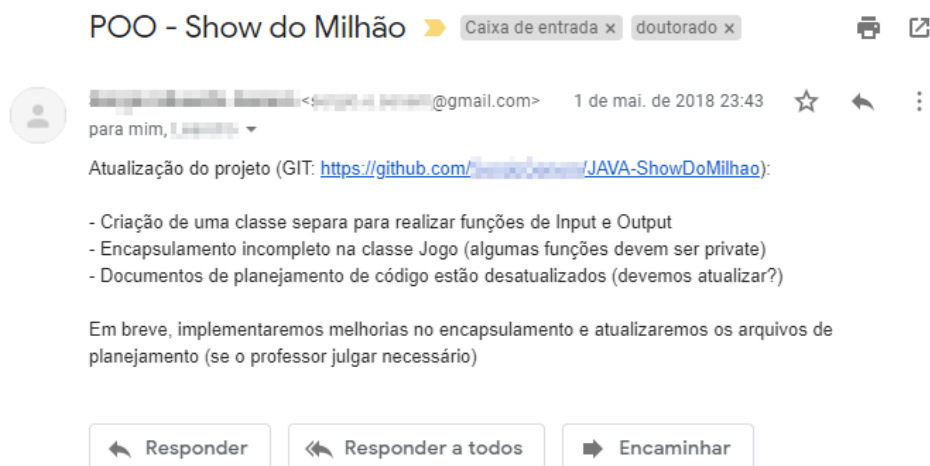 POO - Show do Milhão Caixa de entrada x doutorado x
<@gmail.com> 1 de mai. de 2018 23:43
para mim,
Atualização do projeto (GIT: https://github.com//JAVA-ShowDoMilhao):
- Criação de uma classe separa para realizar funções de Input e Output
- Encapsulamento incompleto na classe Jogo (algumas funções devem ser private)
- Documentos de planejamento de código estão desatualizados (devemos atualizar?)
Em breve, implementaremos melhorias no encapsulamento e atualizaremos os arquivos de
planejamento (se o professor julgar necessário)
Responder Responder a todos Encaminhar